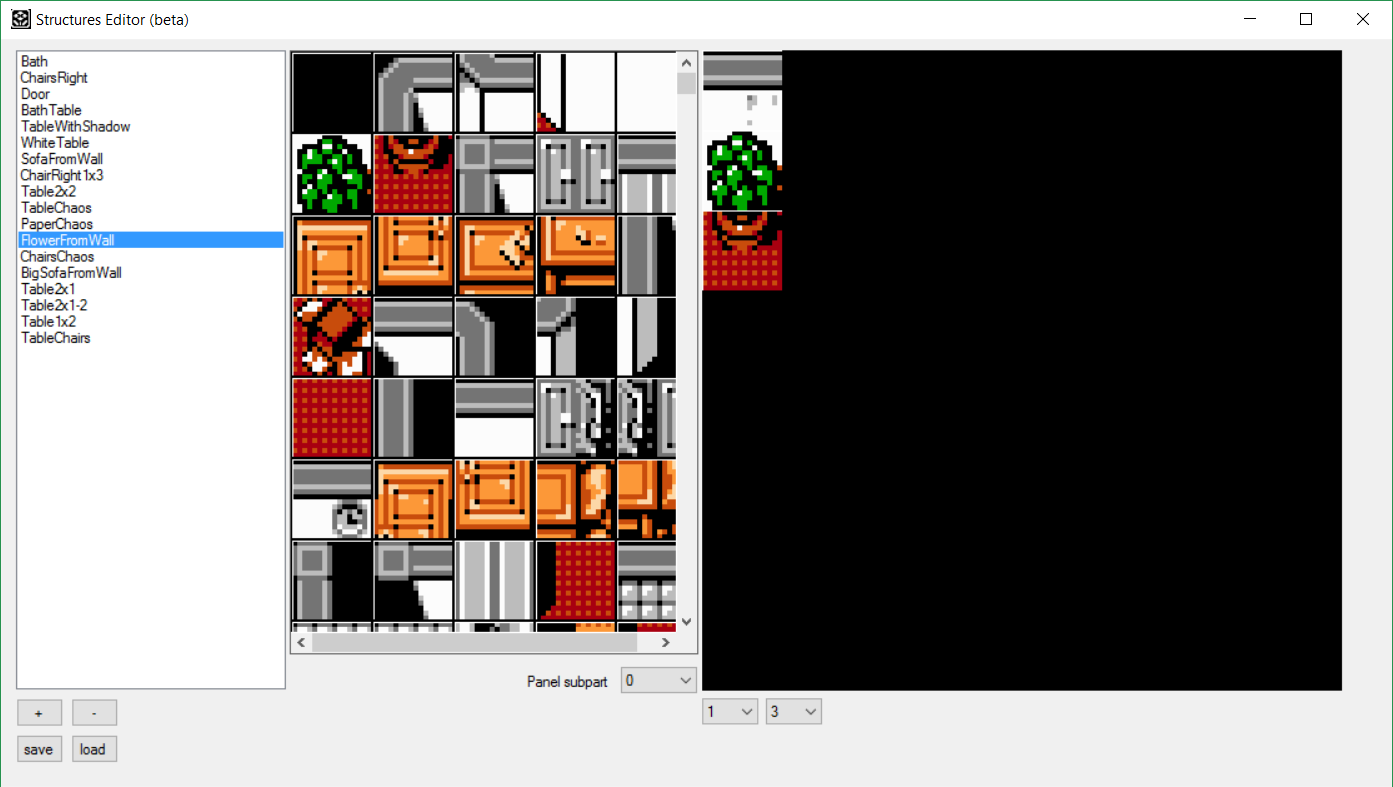 Structures Editor (beta)
Bath
ChairsRight
Door
BathTable
TableWithShadow
WhiteTable
SofaFromWall
ChairRight1x3
Table2x2
TableChaos
PaperChaos
FlowerFromWall
ChairsChaos
BigSofaFromWall
Table2x1
Table2x1-2
Table1x2
TableChairs
Panel subpart 0
+ - 1 3
save load